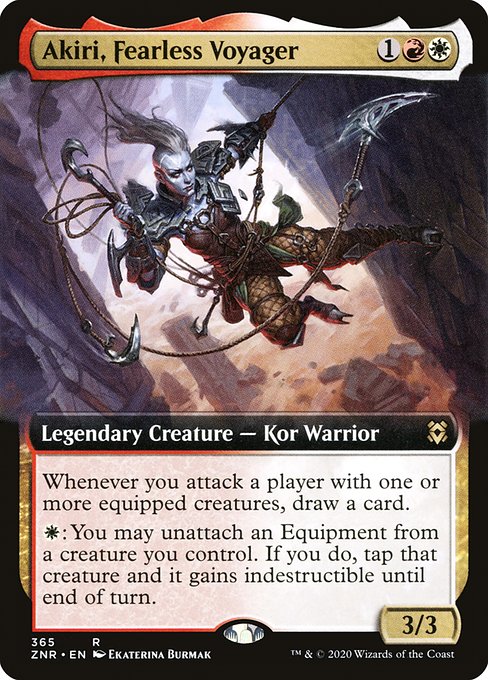 Akiri, Fearless Voyager 1
Legendary Creature — Kor Warrior
Whenever you attack a player with one or
more equipped creatures, draw a card.
: You may unattach an Equipment from
a creature you control. If you do, tap that
creature and it gains indestructible until
end of turn.
3/3
365 R
ZNR • EN Ekaterina Burmak
™ & © 2020 Wizards of the Coast